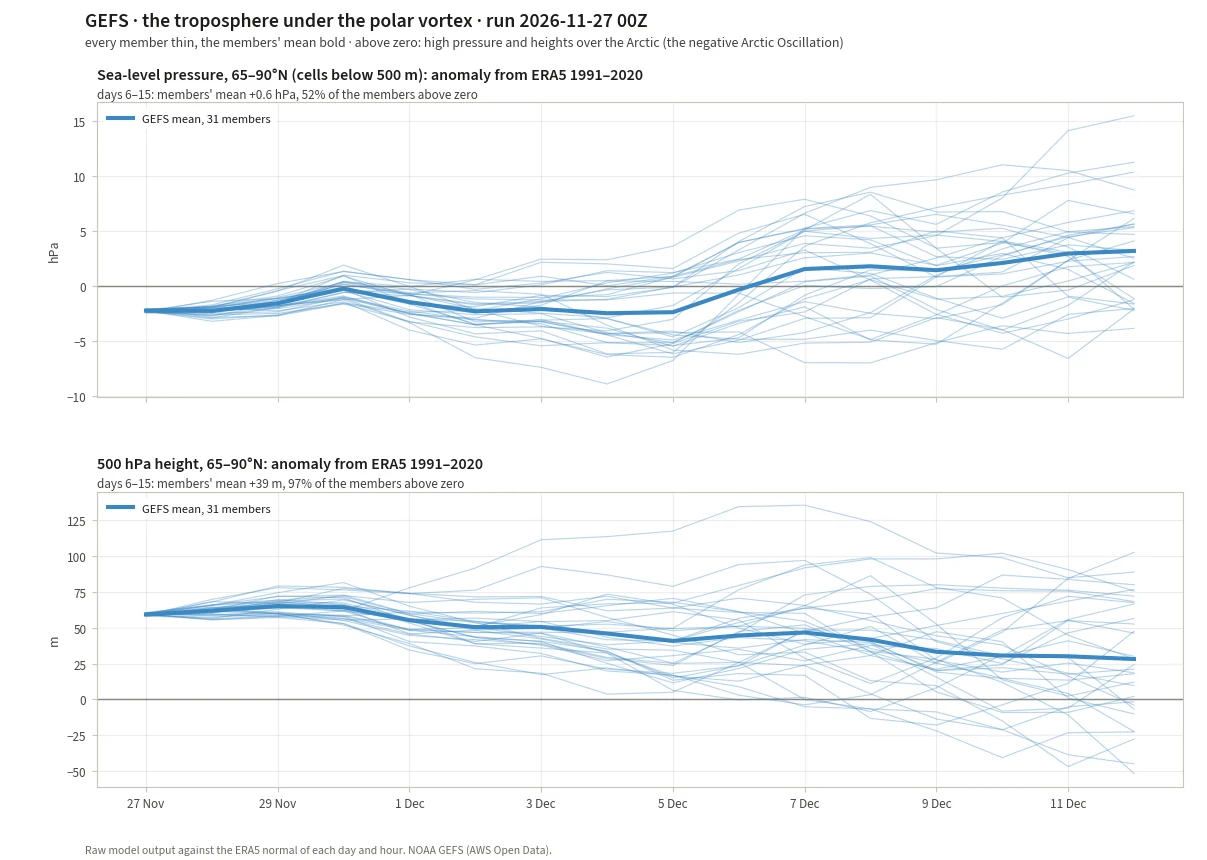 GEFS · the troposphere under the polar vortex · run 2026-11-27 00Z
every member thin, the members' mean bold · above zero: high pressure and heights over the Arctic (the negative Arctic Oscillation)
Sea-level pressure, 65–90°N (cells below 500 m): anomaly from ERA5 1991–2020
days 6–15: members' mean +0.6 hPa, 52% of the members above zero
GEFS mean, 31 members
15
10
5
0
−5
−10
hPa
500 hPa height, 65–90°N: anomaly from ERA5 1991–2020
days 6–15: members' mean +39 m, 97% of the members above zero
GEFS mean, 31 members
125
100
75
50
25
0
−25
−50
m
27 Nov 29 Nov 1 Dec 3 Dec 5 Dec 7 Dec 9 Dec 11 Dec
Raw model output against the ERA5 normal of each day and hour. NOAA GEFS (AWS Open Data).